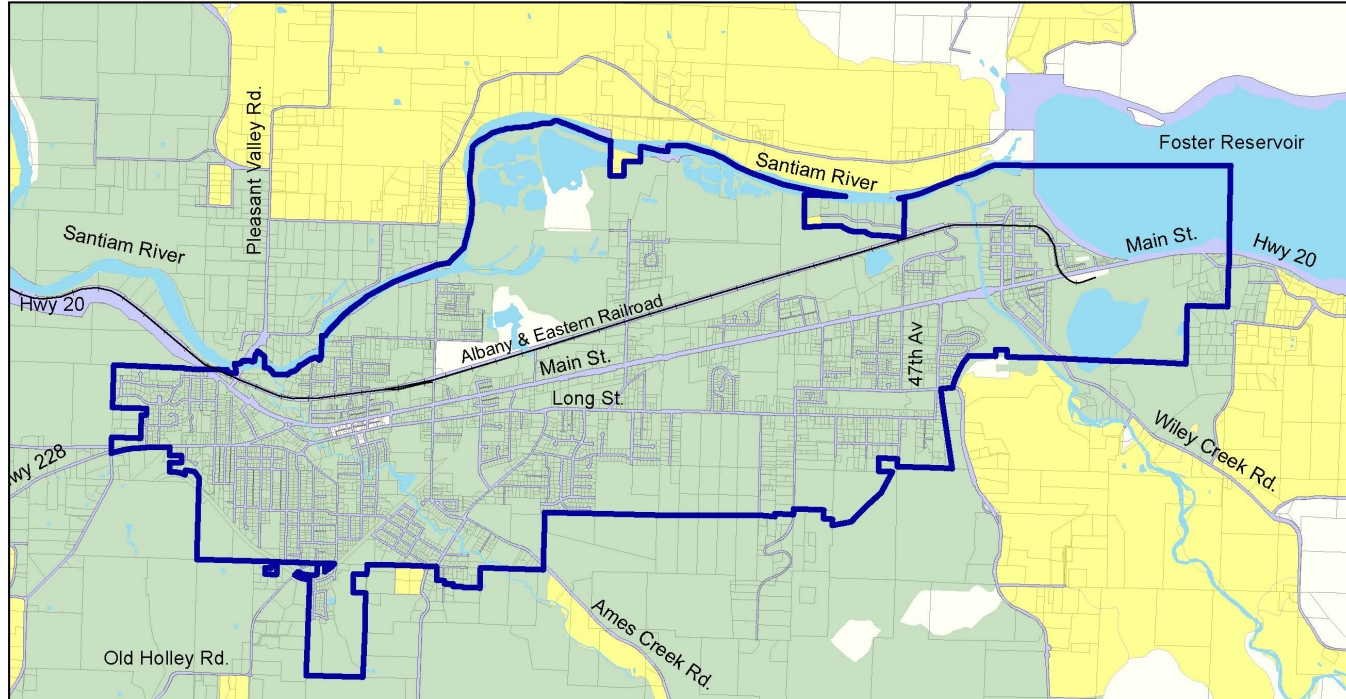 Foster Reservoir
Pleasant Valley Rd.
Santiam River
Santiam River
Main St.
Hwy 20
Hwy 20
Albany & Eastern Railroad
Main St.
47th Av
Long St.
Wiley Creek Rd.
wy 228
Ames Creek Rd.
Old Holley Rd.